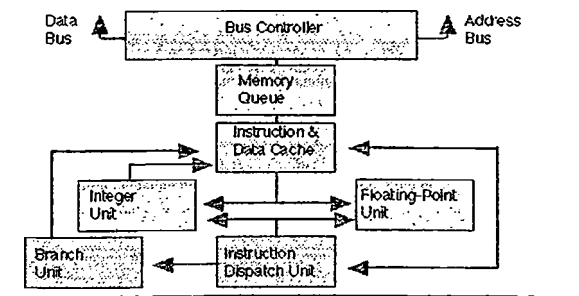 Data
Bus
Bus Controller
Address
Bus
Memory
Queue
Instruction &
Data Cache
Integer
Unit
Floating-Point
Unit
Branch
Unit
Instruction
Dispatch Unit